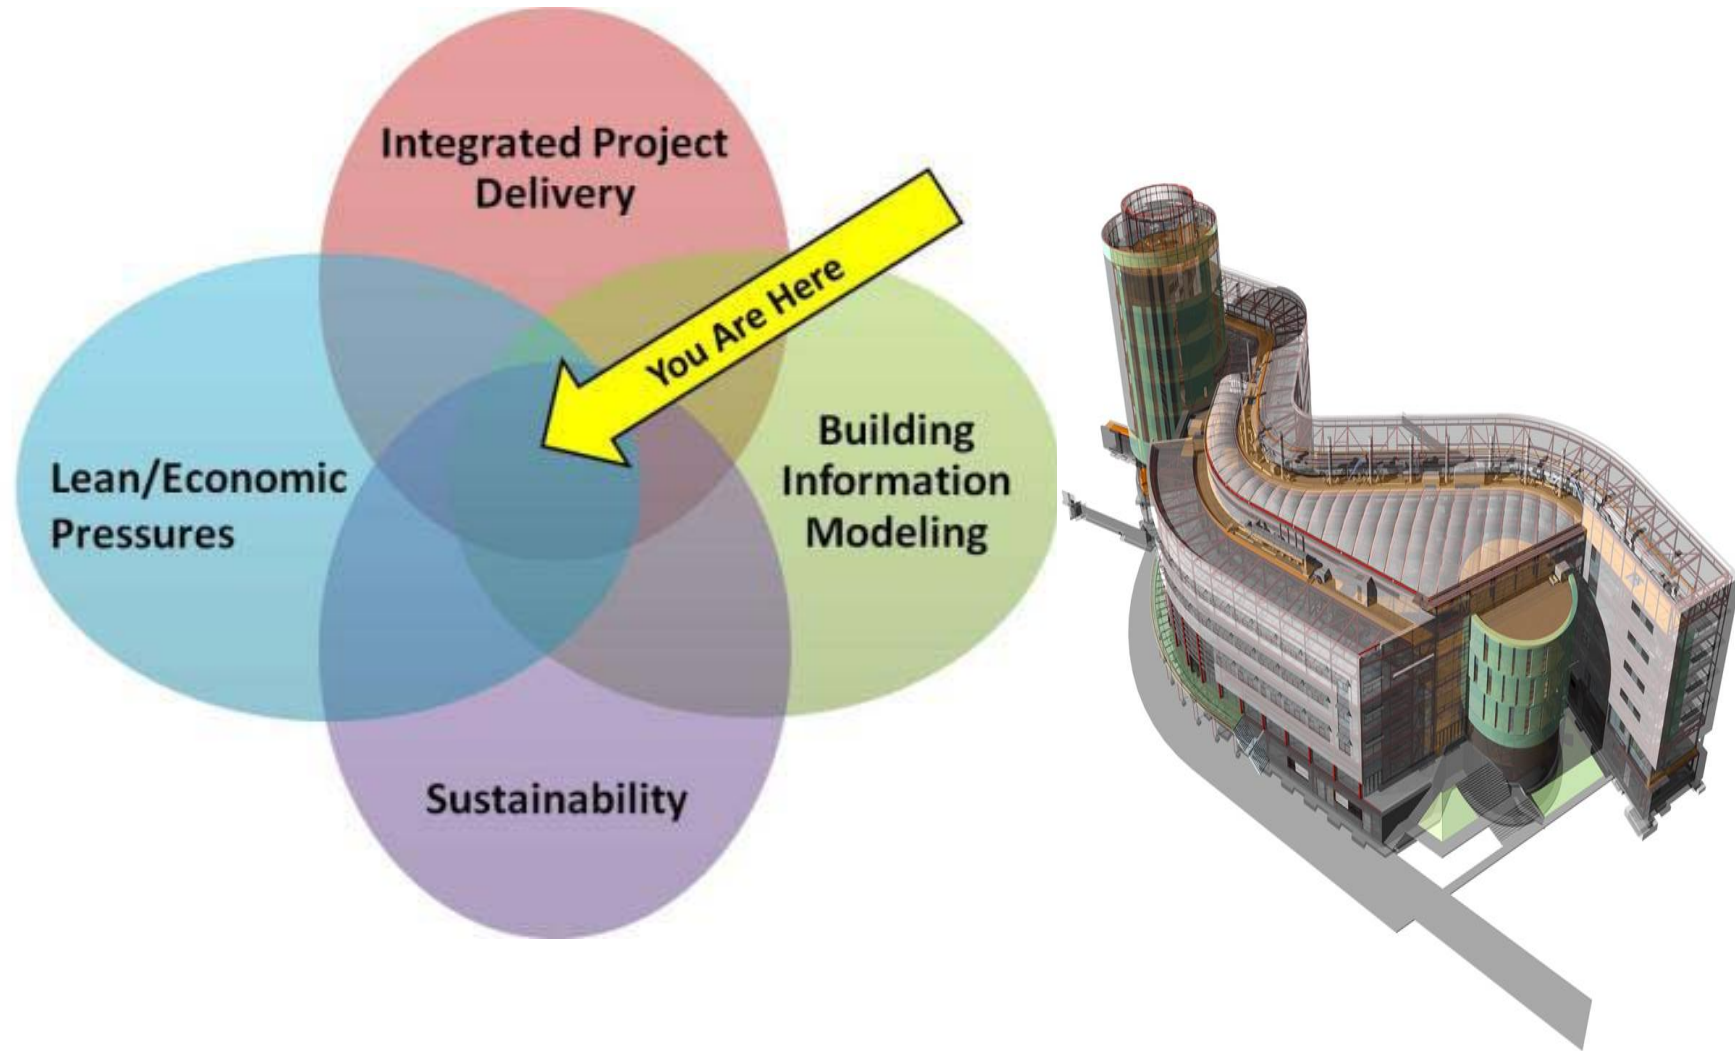 Integrated Project
Delivery
You Are Here
Lean/Economic
Pressures
Building
Information
Modeling
Sustainability